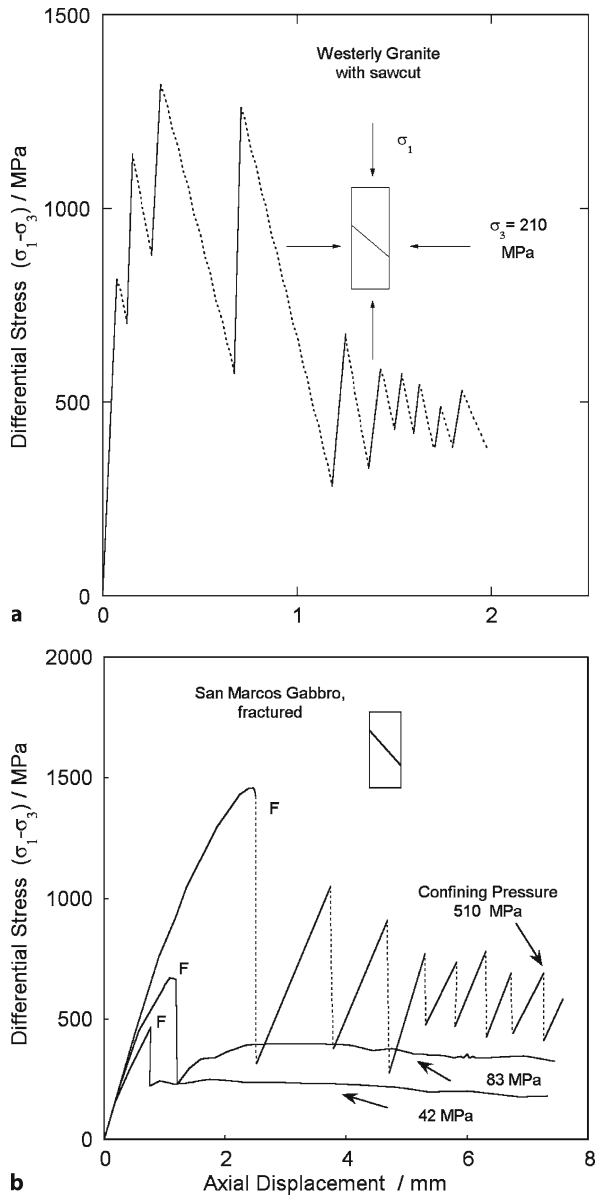 a
1500
1000
500
0
0
1
2
Differential Stress (σ₁-σ₃) / MPa
Westerly Granite
with sawcut
σ₁
σ₃= 210
MPa
b
2000
1500
1000
500
0
0
2
4
6
8
Differential Stress (σ₁-σ₃) / MPa
Axial Displacement / mm
San Marcos Gabbro,
fractured
F
F
F
Confining Pressure
510 MPa
83 MPa
42 MPa